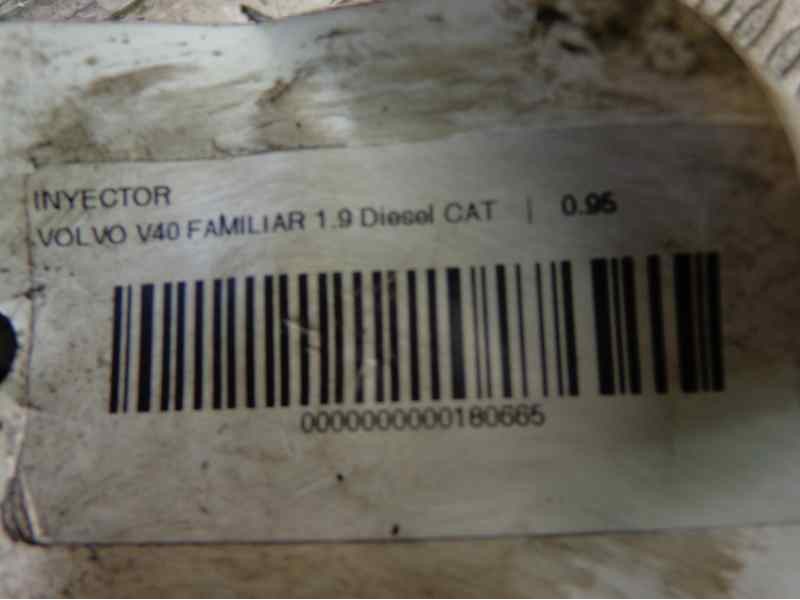 INYECTOR
VOLVO V40 FAMILIAR 1.9 Diesel CAT | 0.95
0000000000180665